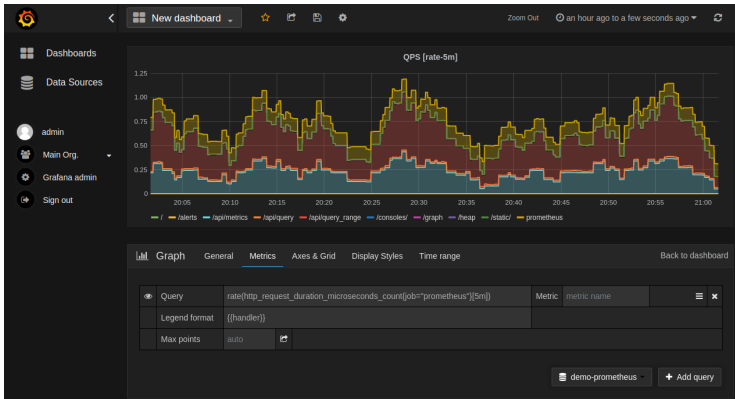 New dashboard
Zoom Out
an hour ago to a few seconds ago
Dashboards
Data Sources
admin
Main Org.
Grafana admin
Sign out
QPS [rate-5m]
1.25
1.00
0.75
0.50
0.25
0
20:05 20:10 20:15 20:20 20:25 20:30 20:35 20:40 20:45 20:50 20:55 21:00
/ /alerts /api/metrics /api/query /api/query_range /consoles/ /graph /heap /static/ prometheus
Graph General Metrics Axes & Grid Display Styles Time range Back to dashboard
Query rate(http_request_duration_microseconds_count{job="prometheus"}[5m]) Metric metric name
Legend format {{handler}}
Max points auto
demo-prometheus + Add query